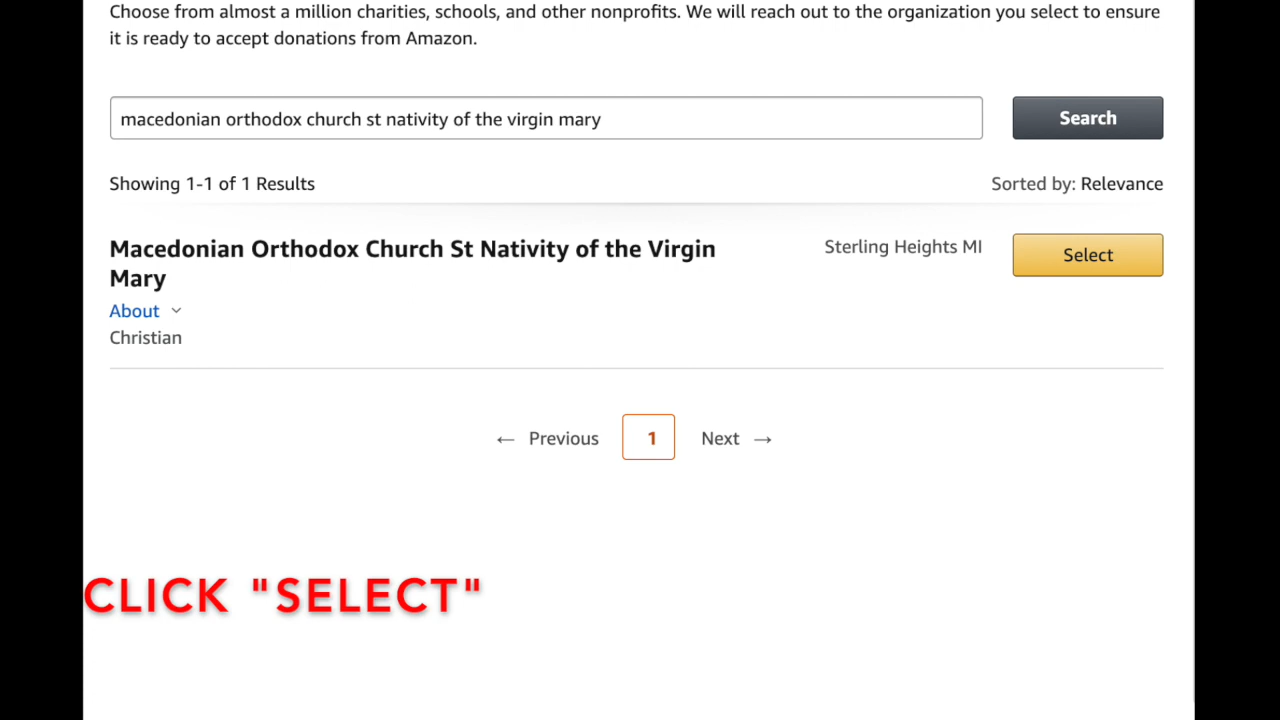 Choose from almost a million charities, schools, and other nonprofits. We will reach out to the organization you select to ensure
it is ready to accept donations from Amazon.
macedonian orthodox church st nativity of the virgin mary
Search
Showing 1-1 of 1 Results
Sorted by: Relevance
Macedonian Orthodox Church St Nativity of the Virgin
Mary
Sterling Heights MI
Select
About
Christian
← Previous 1 Next →
CLICK "SELECT"